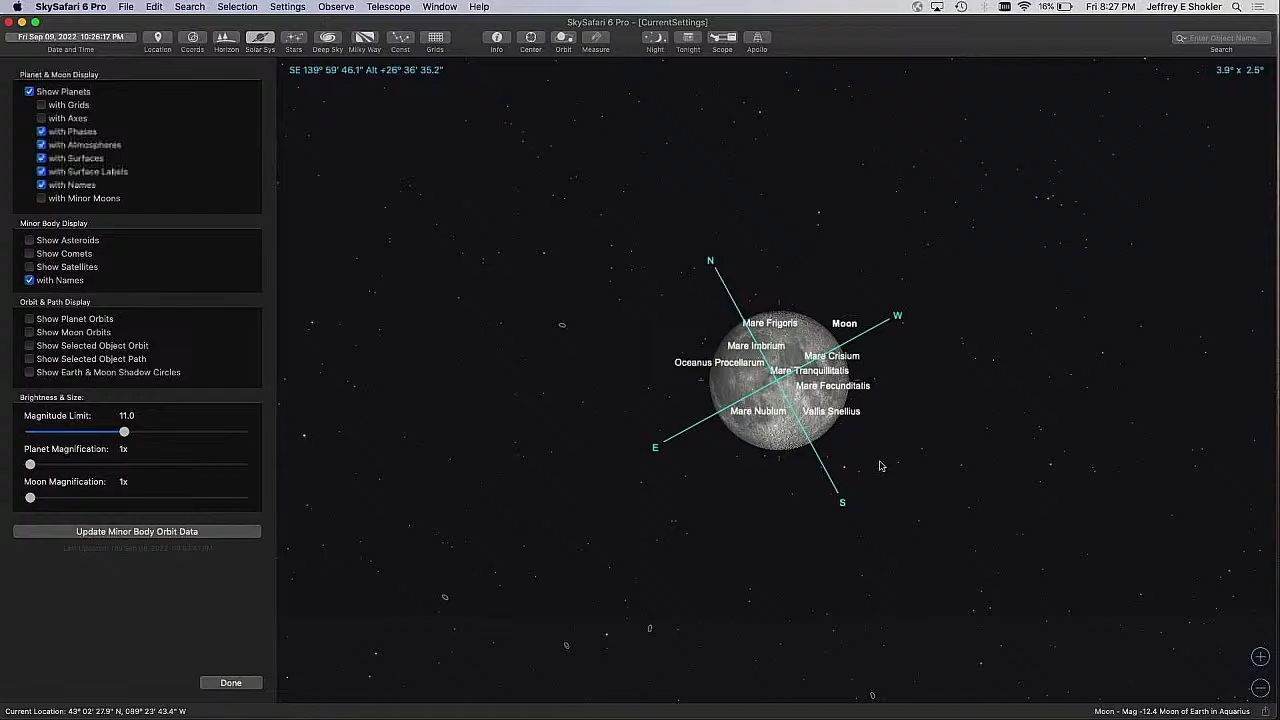 SkySafari 6 Pro File Edit Search Selection Settings Observe Telescope Window Help 16% Fri 8:27 PM Jeffrey E Shokler
SkySafari 6 Pro – [CurrentSettings]
Fri Sep 09, 2022 10:26:17 PM
Date and Time Location Coords Horizon Solar Sys Stars Deep Sky Milky Way Const Grids Info Center Orbit Measure Night Tonight Scope Apollo Enter Object Name
Search
SE 139° 59' 46.1" Alt +26° 36' 35.2" 3.9° x 2.5°
Planet & Moon Display
Show Planets
with Grids
with Axes
with Phases
with Atmospheres
with Surfaces
with Surface Labels
with Names
with Minor Moons
Minor Body Display
Show Asteroids
Show Comets
Show Satellites
with Names
Orbit & Path Display
Show Planet Orbits
Show Moon Orbits
Show Selected Object Orbit
Show Selected Object Path
Show Earth & Moon Shadow Circles
Brightness & Size:
Magnitude Limit: 11.0
Planet Magnification: 1x
Moon Magnification: 1x
Update Minor Body Orbit Data
Done
N
W
Mare Frigoris Moon
Mare Imbrium
Mare Crisium
Oceanus Procellarum
Mare Tranquillitatis
Mare Fecunditatis
Mare Nubium Vallis Snellius
E
S
Current Location: 43° 02' 27.9" N, 089° 23' 43.4" W Moon - Mag -12.4 Moon of Earth in Aquarius